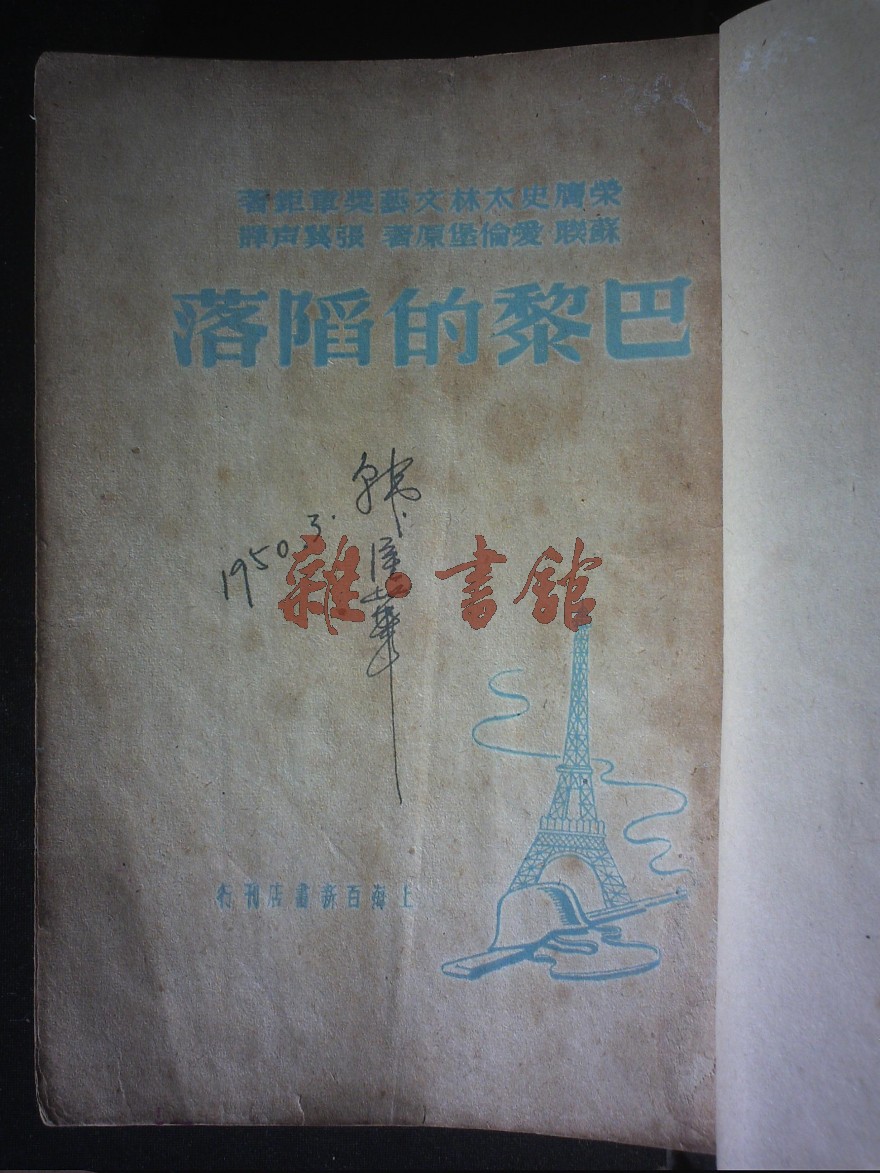 榮膺史太林文藝獎章鉅著
蘇聯 愛倫堡原著 張翼声譯
巴黎的陷落
韓
1950.3.
雜·書館
上海百新書店刊行